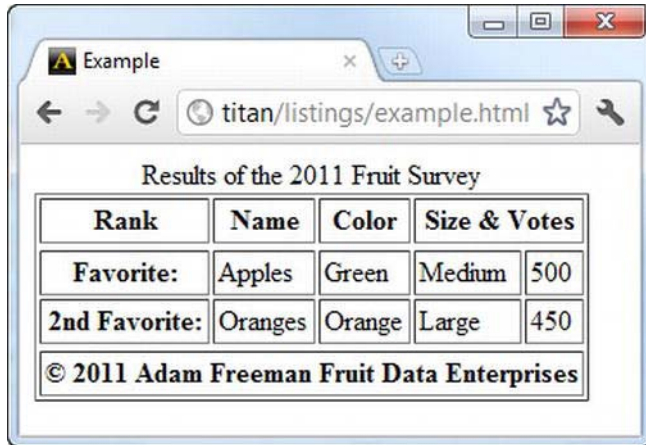 Example
titan/listings/example.html
Results of the 2011 Fruit Survey
Rank Name Color Size & Votes
Favorite: Apples Green Medium 500
2nd Favorite: Oranges Orange Large 450
© 2011 Adam Freeman Fruit Data Enterprises